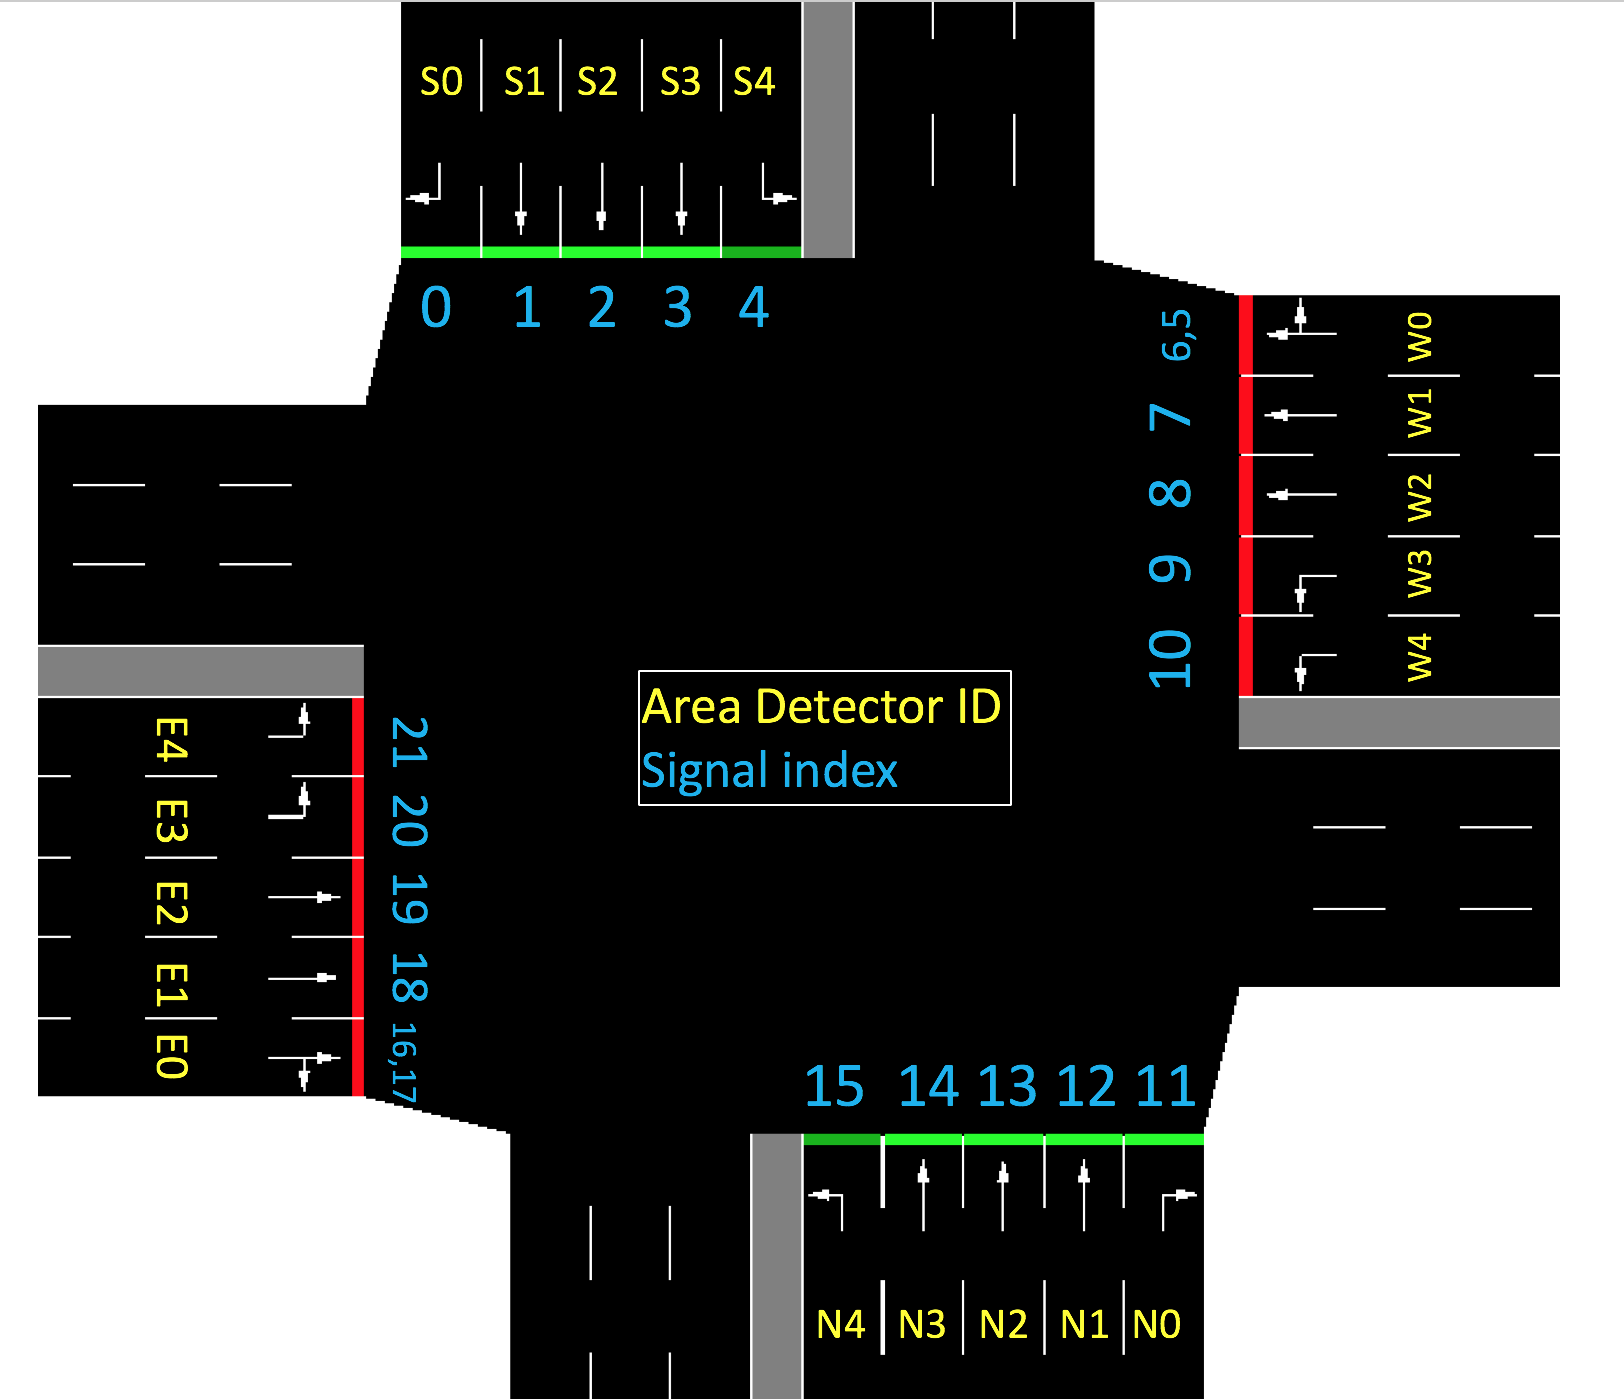 S0 S1 S2 S3 S4
0 1 2 3 4
6,5
W0
7
W1
8
W2
9
W3
10
W4
Area Detector ID
Signal index
E4
21
E3
20
E2
19
E1
18
E0
16,17
15 14 13 12 11
N4 N3 N2 N1 N0